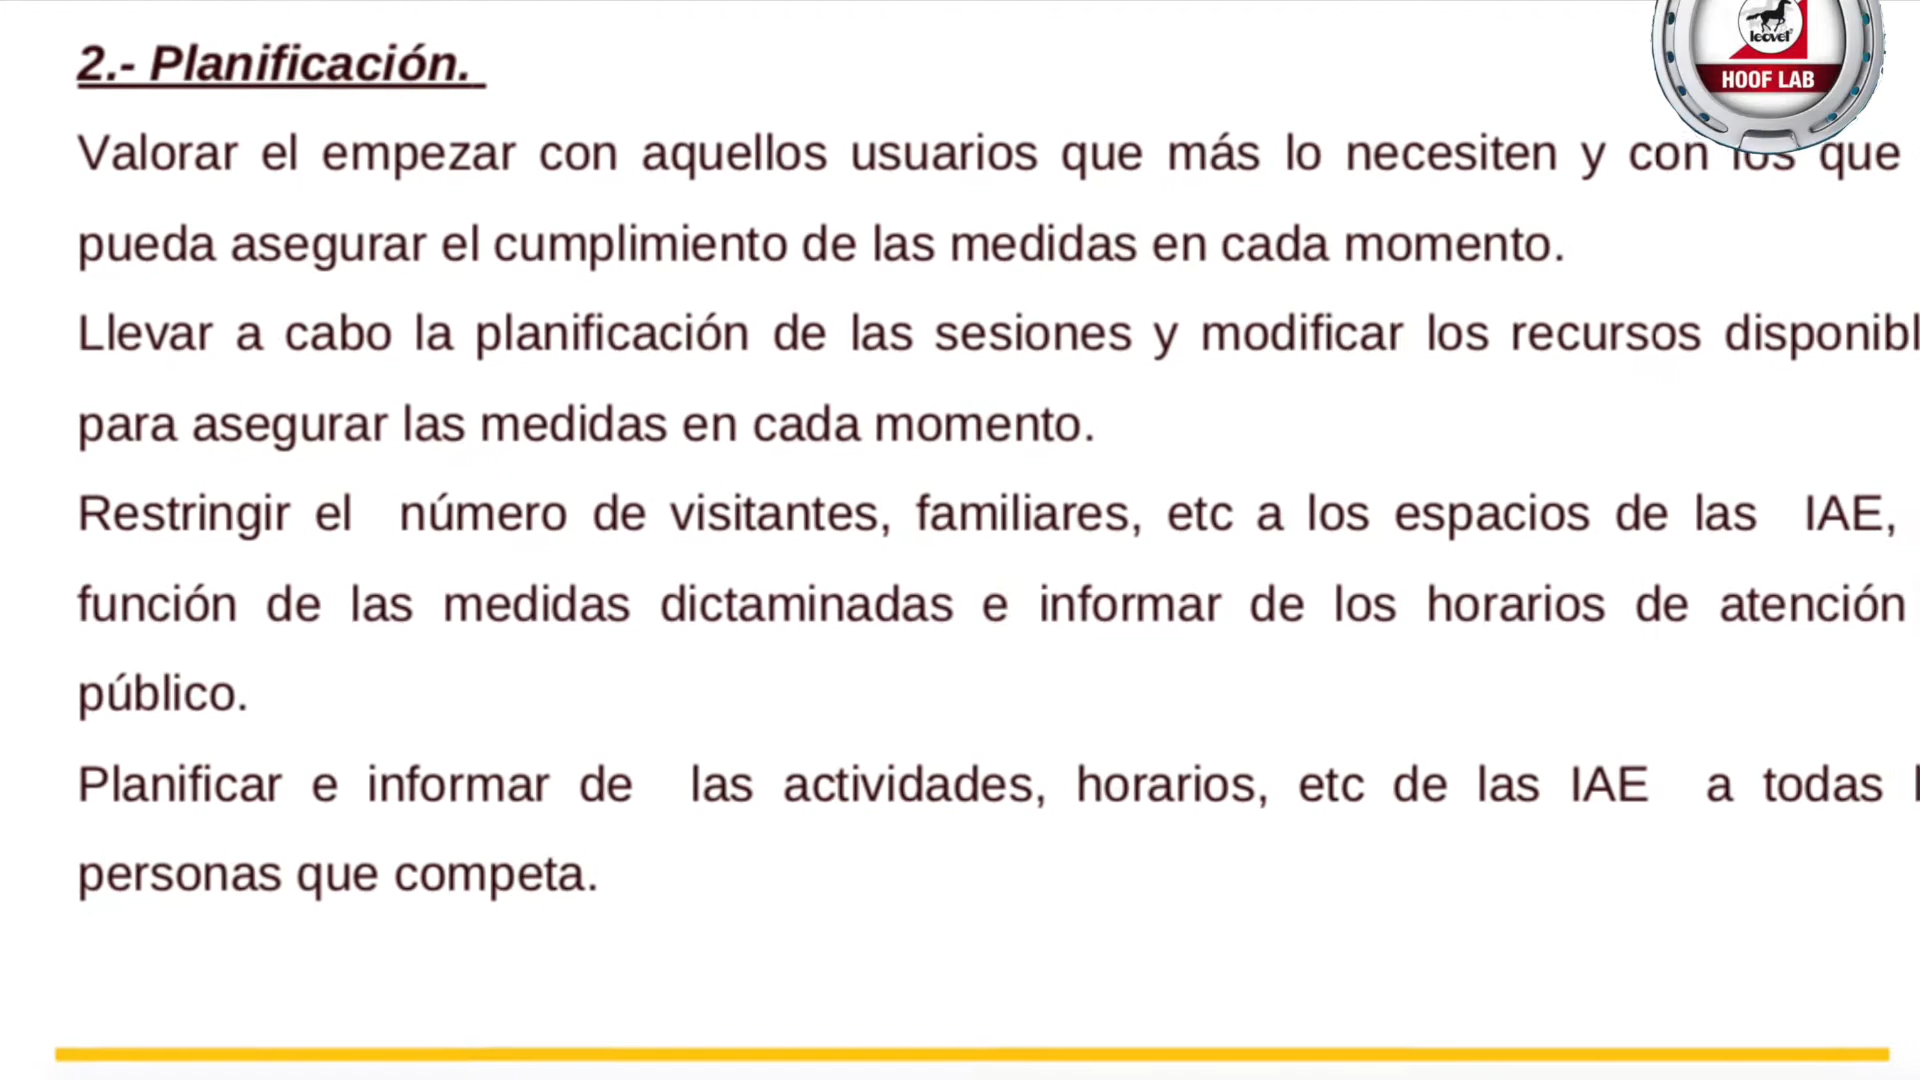 2.- Planificación.
leovet
HOOF LAB
Valorar el empezar con aquellos usuarios que más lo necesiten y con los que
pueda asegurar el cumplimiento de las medidas en cada momento.
Llevar a cabo la planificación de las sesiones y modificar los recursos disponibl
para asegurar las medidas en cada momento.
Restringir el número de visitantes, familiares, etc a los espacios de las IAE,
función de las medidas dictaminadas e informar de los horarios de atención
público.
Planificar e informar de las actividades, horarios, etc de las IAE a todas l
personas que competa.